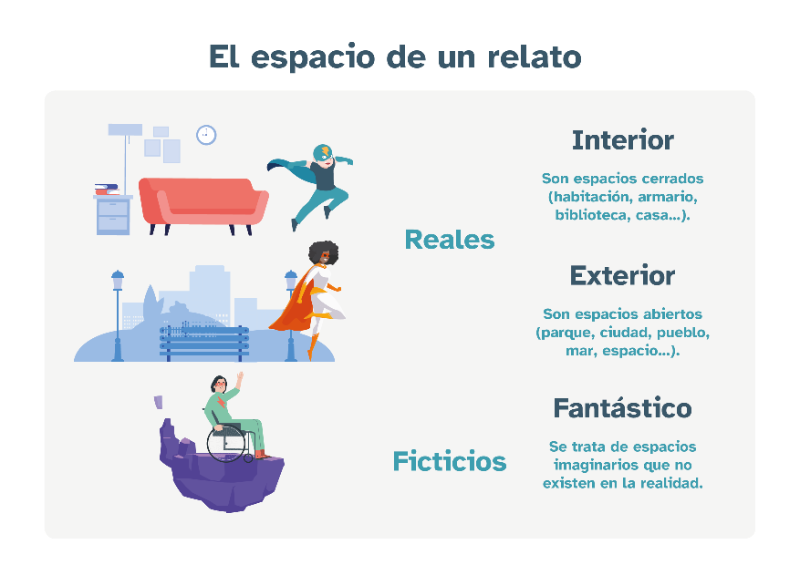 El espacio de un relato
Interior
Son espacios cerrados
(habitación, armario,
biblioteca, casa...).
Reales
Exterior
Son espacios abiertos
(parque, ciudad, pueblo,
mar, espacio...).
Fantástico
Ficticios
Se trata de espacios
imaginarios que no
existen en la realidad.